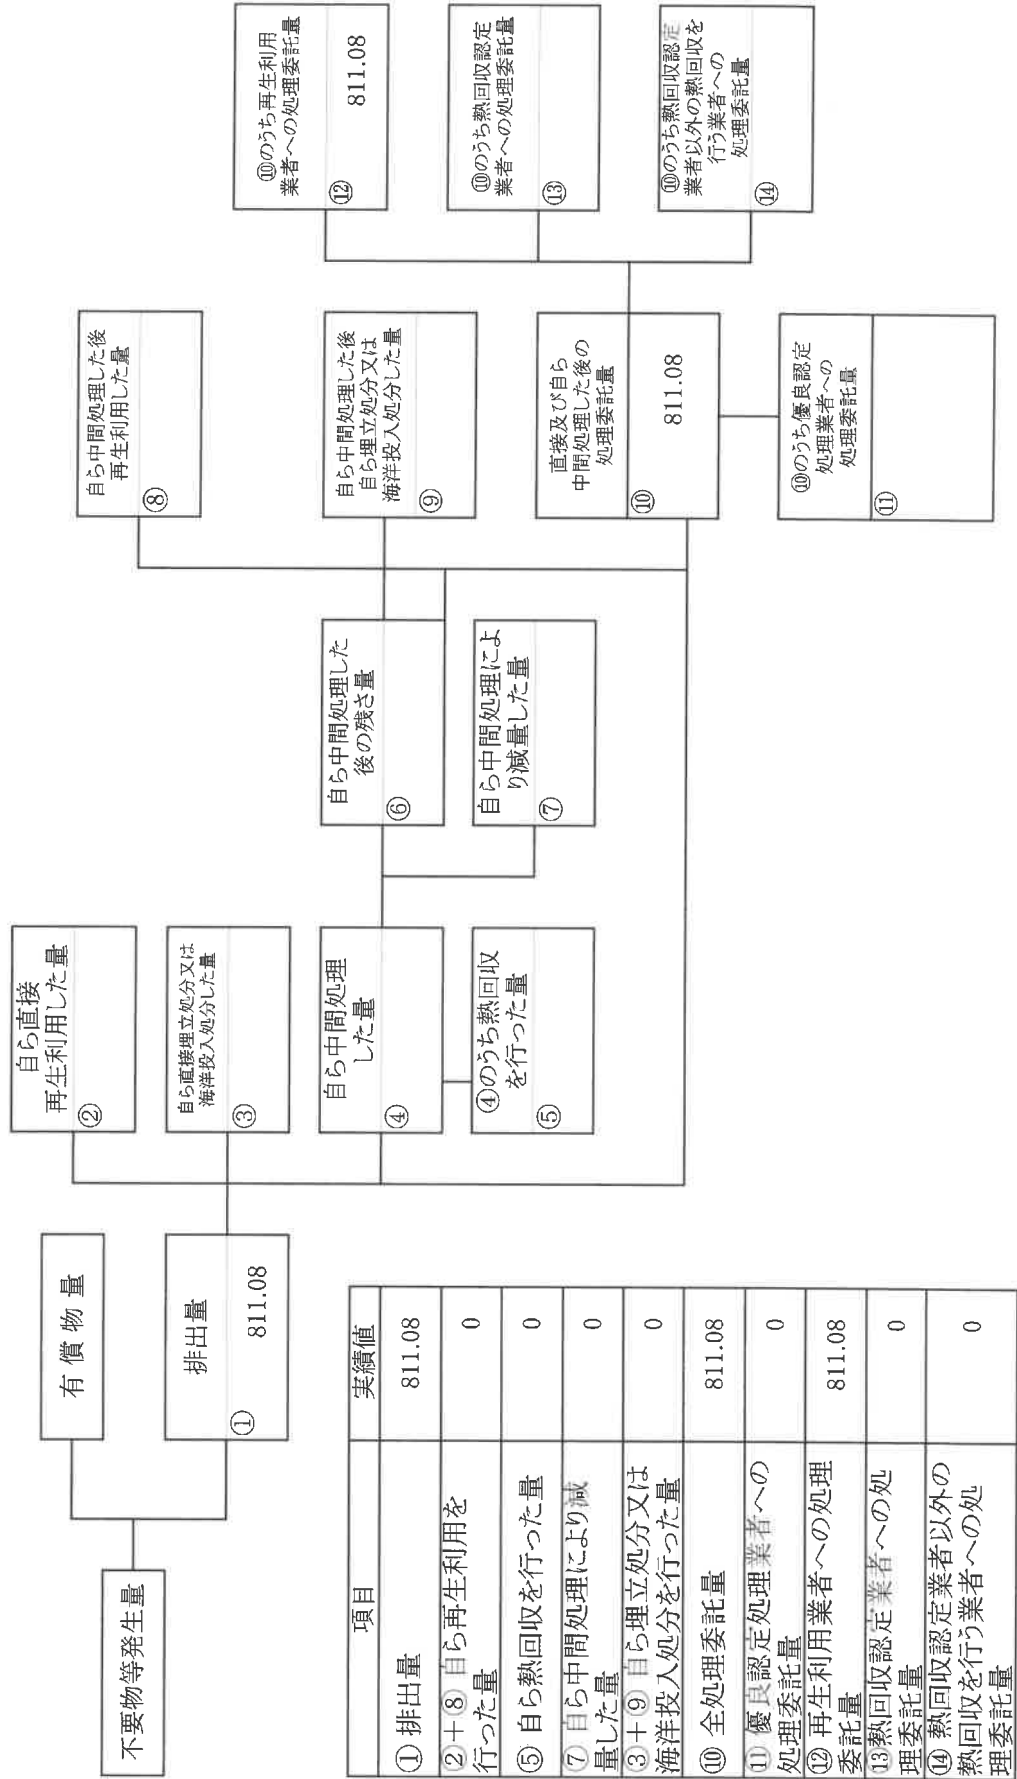 不要物等発生量
有償物量
排出量
①
811.08
自ら直接
再生利用した量
②
自ら直接埋立処分又は
海洋投入処分した量
③
自ら中間処理
した量
④
④のうち熱回収
を行った量
⑤
自ら中間処理した
後の残さ量
⑥
自ら中間処理によ
り減量した量
⑦
自ら中間処理した後
再生利用した量
⑧
自ら中間処理した後
自ら埋立処分又は
海洋投入処分した量
⑨
直接及び自ら
中間処理した後の
処理委託量
⑩
811.08
⑩のうち優良認定
処理業者への
処理委託量
⑪
⑩のうち再生利用
業者への処理委託量
⑫
811.08
⑩のうち熱回収認定
業者への処理委託量
⑬
⑩のうち熱回収認定
業者以外の熱回収を
行う業者への
処理委託量
⑭
項目 実績値
①排出量 811.08
②+⑧ 自ら再生利用を
行った量 0
⑤ 自ら熱回収を行った量 0
⑦ 自ら中間処理により減
量した量 0
③+⑨ 自ら埋立処分又は
海洋投入処分を行った量 0
⑩ 全処理委託量 811.08
⑪ 優良認定処理業者への
処理委託量 0
⑫ 再生利用業者への処理
委託量 811.08
⑬熱回収認定業者への処
理委託量 0
⑭ 熱回収認定業者以外の
熱回収を行う業者への処
理委託量 0